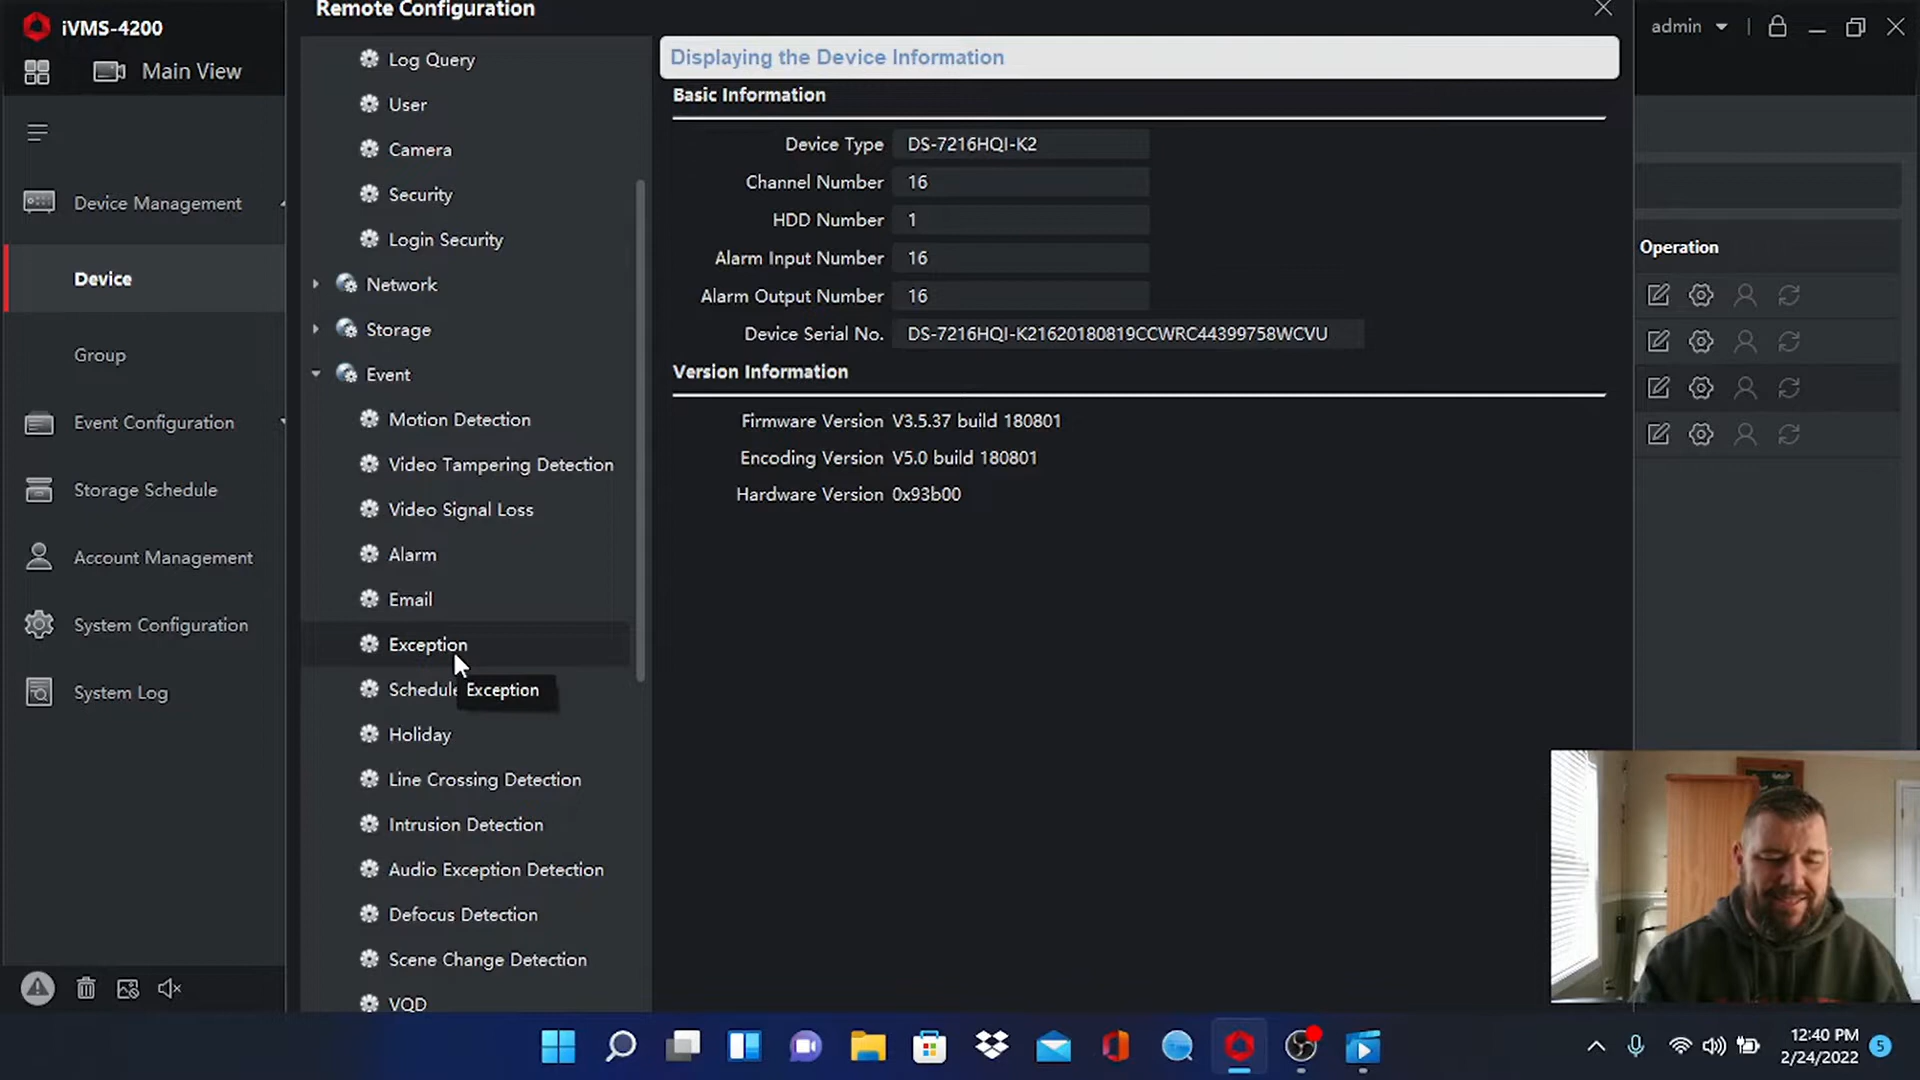 iVMS-4200
Main View
Device Management
Device
Group
Event Configuration
Storage Schedule
Account Management
System Configuration
System Log
Remote Configuration
Log Query
User
Camera
Security
Login Security
Network
Storage
Event
Motion Detection
Video Tampering Detection
Video Signal Loss
Alarm
Email
Exception
Schedule
Exception
Holiday
Line Crossing Detection
Intrusion Detection
Audio Exception Detection
Defocus Detection
Scene Change Detection
VQD
Displaying the Device Information
Basic Information
Device Type DS-7216HQI-K2
Channel Number 16
HDD Number 1
Alarm Input Number 16
Alarm Output Number 16
Device Serial No. DS-7216HQI-K21620180819CCWRC44399758WCVU
Version Information
Firmware Version V3.5.37 build 180801
Encoding Version V5.0 build 180801
Hardware Version 0x93b00
admin
Operation
12:40 PM
2/24/2022
5